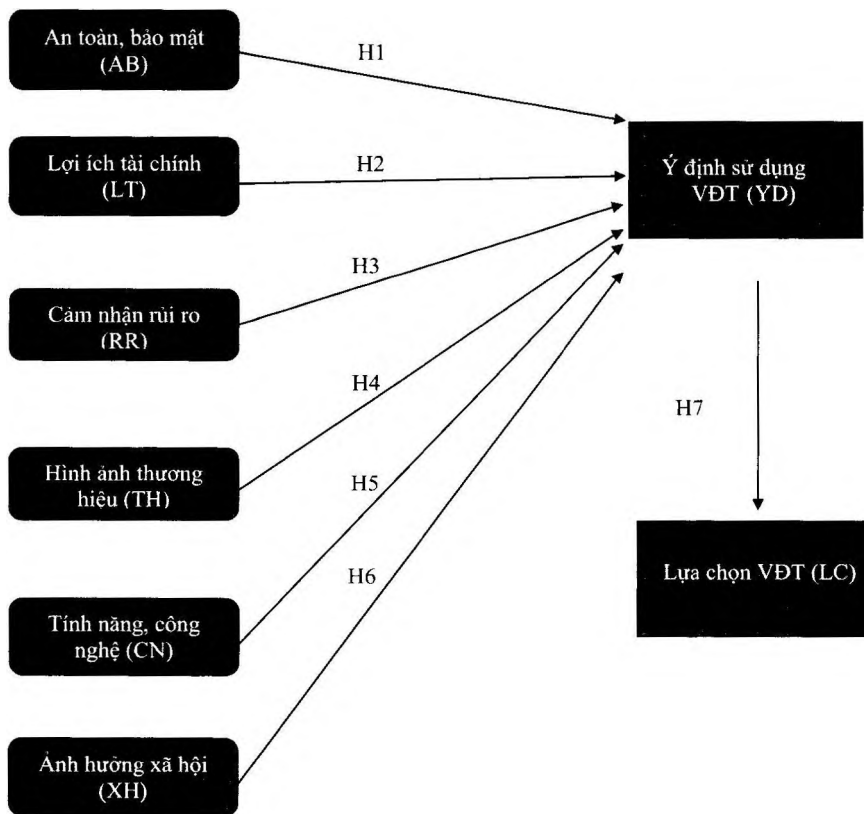 An toàn, bảo mật
(AB)
H1
Lợi ích tài chính
(LT)
H2
Ý định sử dụng
VĐT (YD)
Cảm nhận rủi ro
(RR)
H3
Hình ảnh thương
hiệu (TH)
H4
H7
Tính năng, công
nghệ (CN)
H5
Lựa chọn VĐT (LC)
Ảnh hưởng xã hội
(XH)
H6